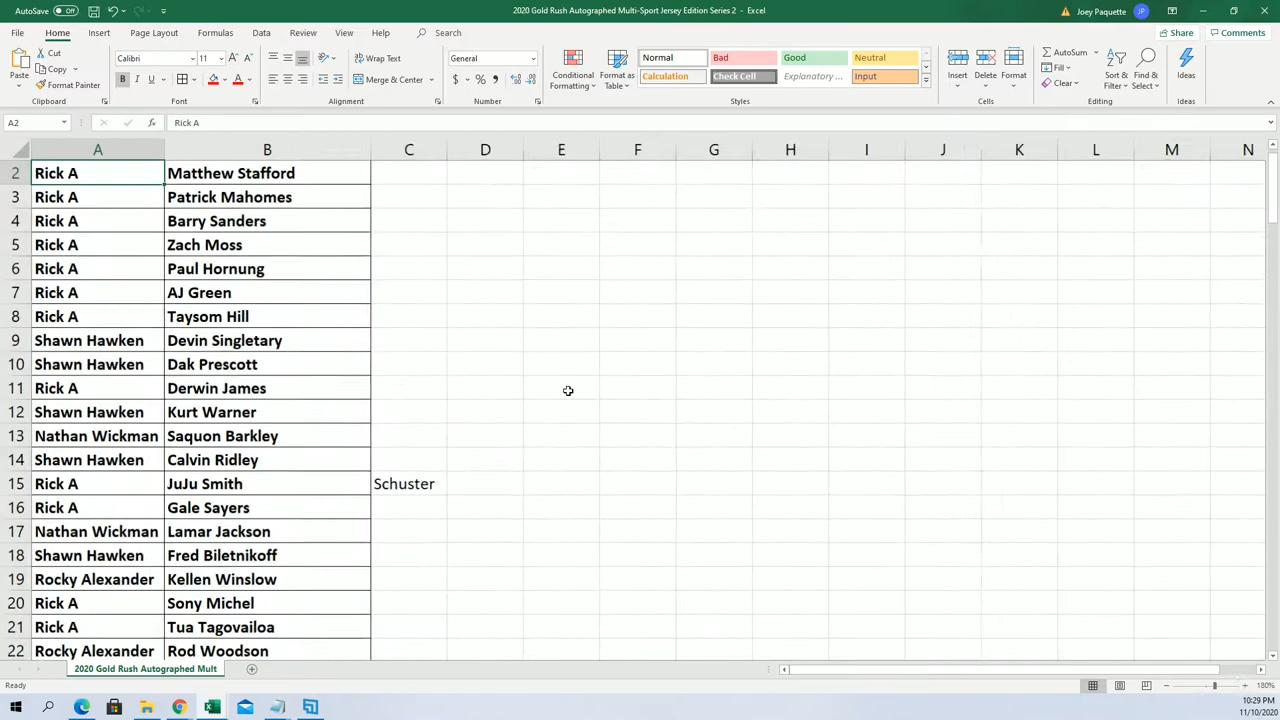 AutoSave Off
2020 Gold Rush Autographed Multi-Sport Jersey Edition Series 2 - Excel
Joey Paquette JP
File Home Insert Page Layout Formulas Data Review View Help Search Share Comments
Paste Cut Copy Format Painter Clipboard
Calibri 11 B I U Font
Wrap Text Merge & Center Alignment
General $ % Number
Conditional Formatting Format as Table
Normal Bad Good Neutral
Calculation Check Cell Explanatory ... Input
Styles
Insert Delete Format Cells
AutoSum Fill Clear Sort & Filter Find & Select Editing
Ideas Ideas
A2 fx Rick A
A B C D E F G H I J K L M N
2 Rick A Matthew Stafford
3 Rick A Patrick Mahomes
4 Rick A Barry Sanders
5 Rick A Zach Moss
6 Rick A Paul Hornung
7 Rick A AJ Green
8 Rick A Taysom Hill
9 Shawn Hawken Devin Singletary
10 Shawn Hawken Dak Prescott
11 Rick A Derwin James
12 Shawn Hawken Kurt Warner
13 Nathan Wickman Saquon Barkley
14 Shawn Hawken Calvin Ridley
15 Rick A JuJu Smith Schuster
16 Rick A Gale Sayers
17 Nathan Wickman Lamar Jackson
18 Shawn Hawken Fred Biletnikoff
19 Rocky Alexander Kellen Winslow
20 Rick A Sony Michel
21 Rick A Tua Tagovailoa
22 Rocky Alexander Rod Woodson
2020 Gold Rush Autographed Mult
Ready 180%
10:29 PM
11/10/2020